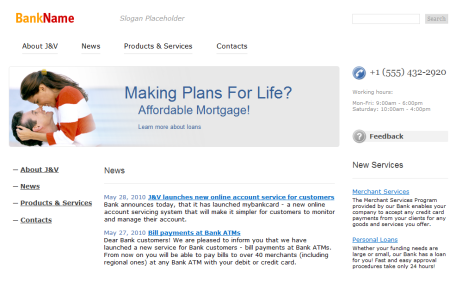 BankName
Slogan Placeholder
Search
About J&V
News
Products & Services
Contacts
Making Plans For Life?
Affordable Mortgage!
Learn more about loans
+1 (555) 432-2920
Working hours:
Mon-Fri: 9:00am - 8:00pm
Saturday: 10:00am - 4:00pm
? Feedback
— About J&V
— News
— Products & Services
— Contacts
News
May 28, 2010 J&V launches new online account service for customers
Bank announces today, that it has launched mybankcard - a new online
account servicing system that will make it simpler for customers to monitor
and manage their account.
May 27, 2010 Bill payments at Bank ATMs
Dear Bank customers! We are pleased to inform you that we have
launched a new service for Bank customers - bill payments at Bank ATMs.
From now on you will be able to pay bills to over 40 merchants (including
regional ones) at any Bank ATM with your debit or credit card.
New Services
Merchant Services
The Merchant Services Program
provided by our Bank enables your
company to accept any credit card
payments from your clients for any
goods and services you offer.
Personal Loans
Whether your funding needs are
large or small, our Bank has a loan
for you! Fast and easy approval
procedures take only 24 hours!